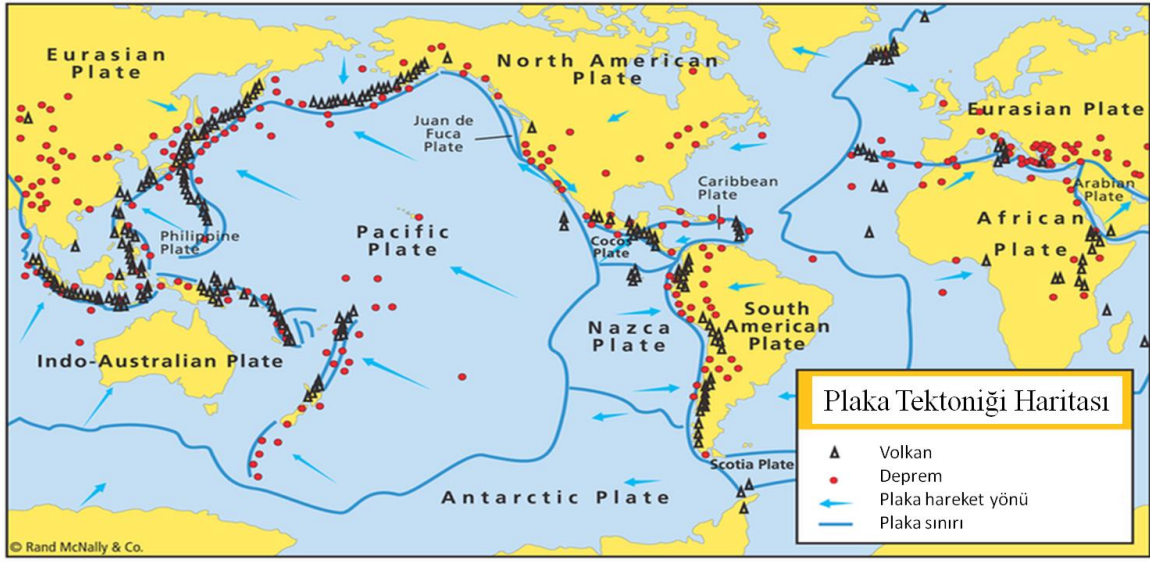 Eurasian
Plate
North American
Plate
Eurasian Plate
Juan de
Fuca
Plate
Caribbean
Plate
Arabian
Plate
African
Plate
Philippine
Plate
Pacific
Plate
Cocos
Plate
Nazca
Plate
South
American
Plate
Indo-Australian Plate
Scotia Plate
Antarctic Plate
Plaka Tektoniği Haritası
Volkan
Deprem
Plaka hareket yönü
Plaka sınırı
© Rand McNally & Co.